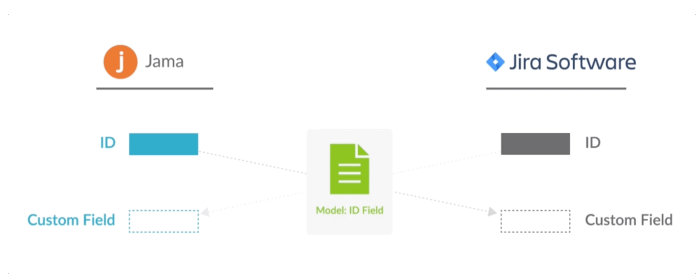 Jama
Jira Software
ID
ID
Model: ID Field
Custom Field
Custom Field